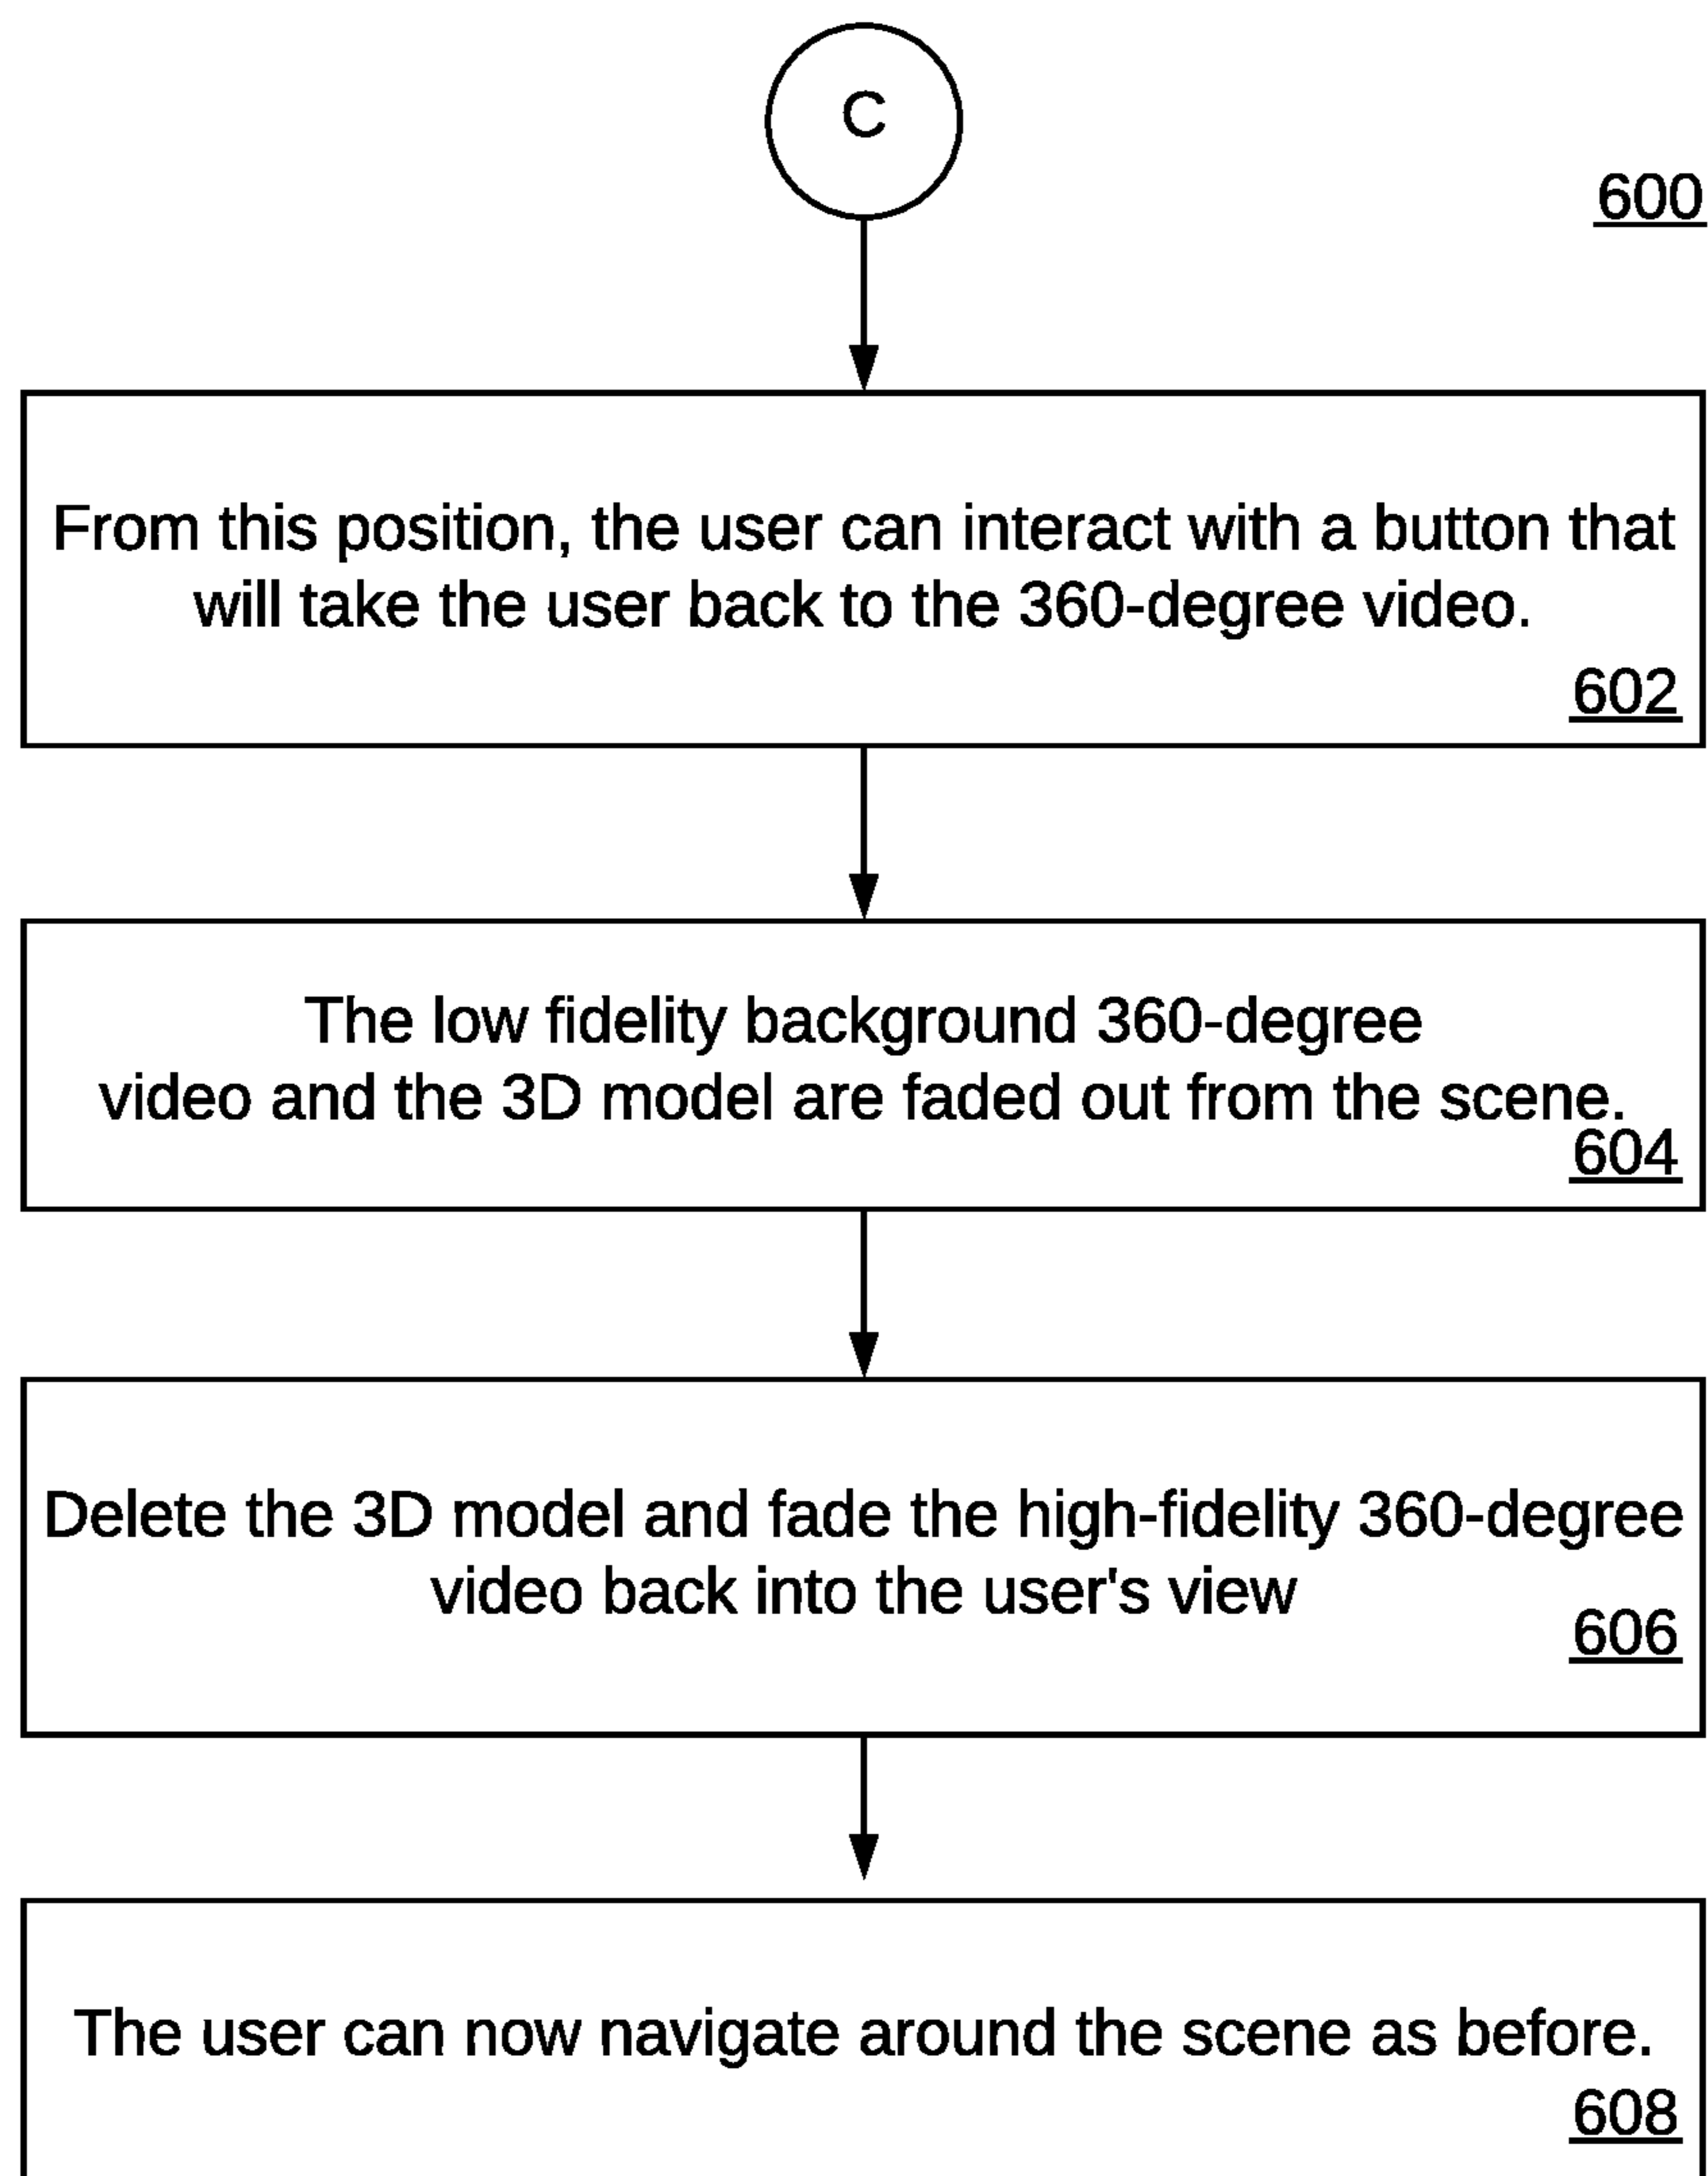 C
600
From this position, the user can interact with a button that
will take the user back to the 360-degree video.
602
The low fidelity background 360-degree
video and the 3D model are faded out from the scene.
604
Delete the 3D model and fade the high-fidelity 360-degree
video back into the user's view
606
The user can now navigate around the scene as before.
608